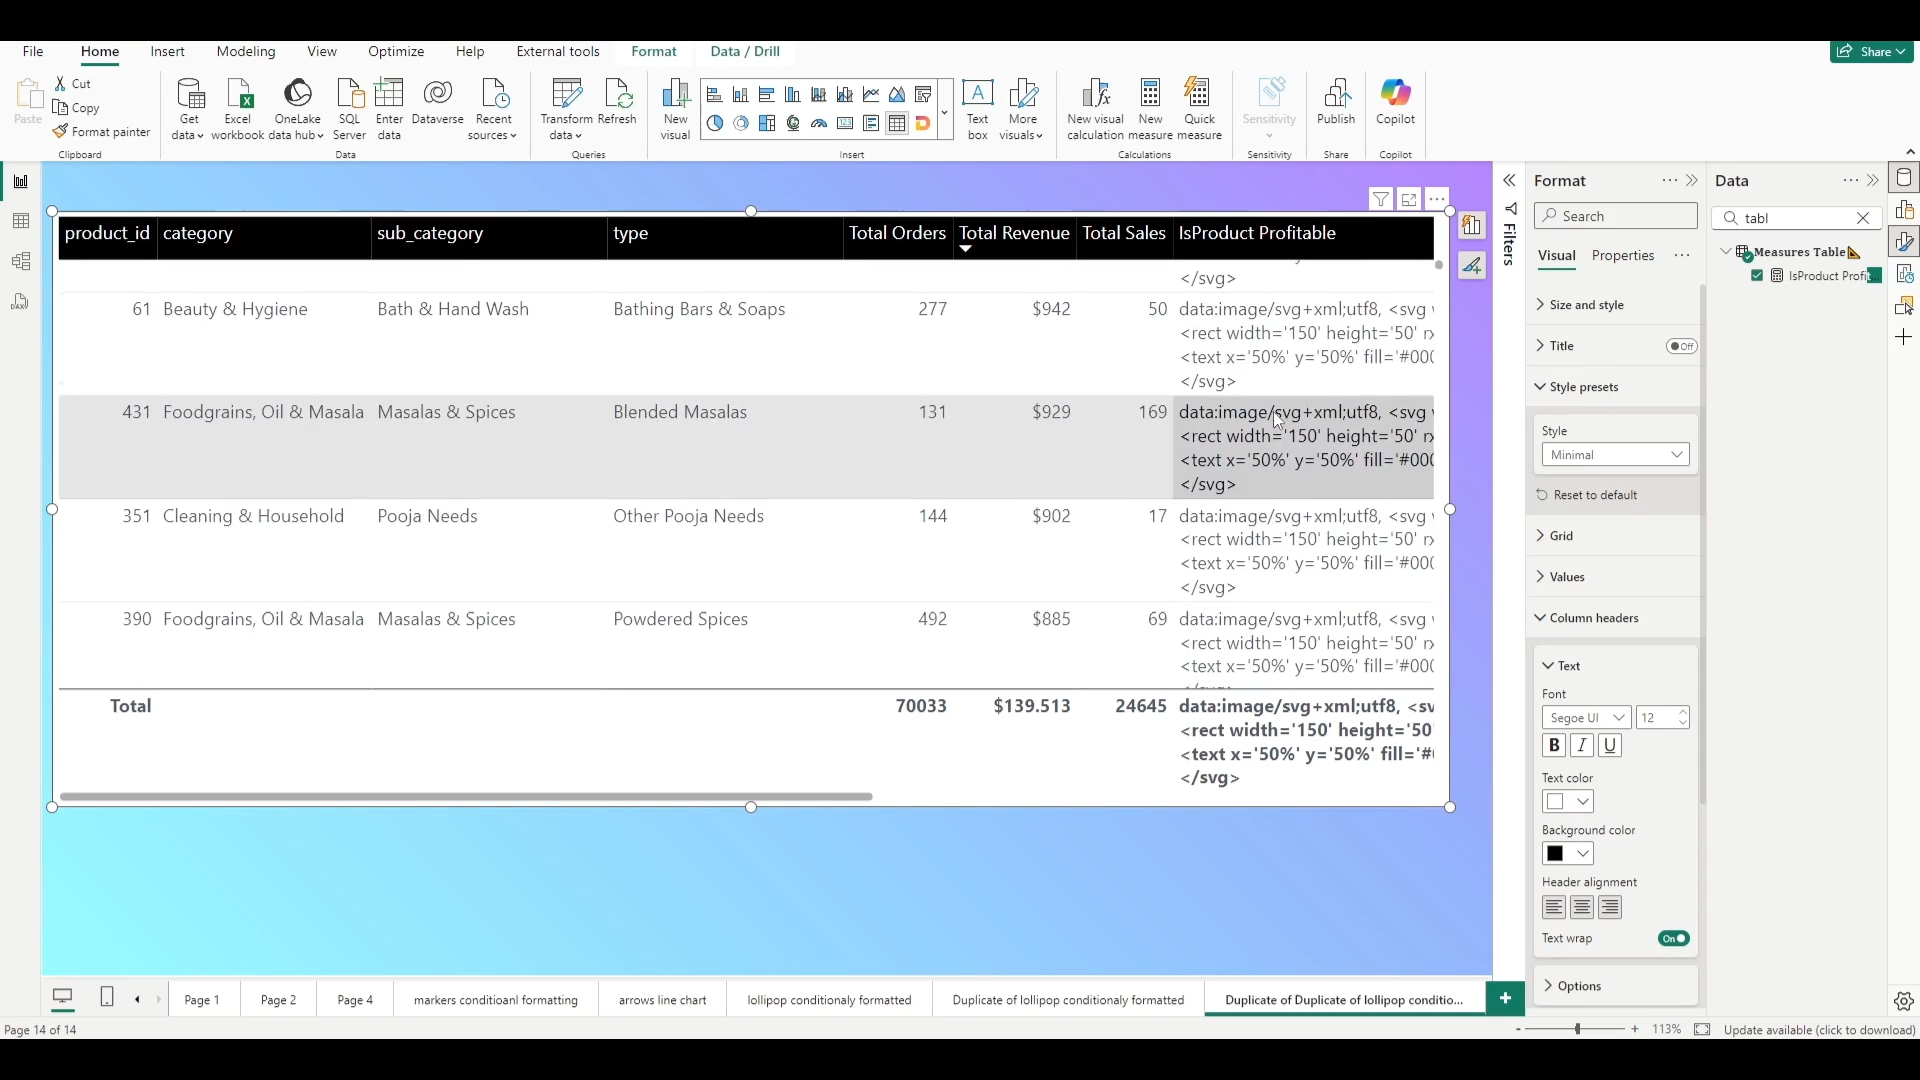 File Home Insert Modeling View Optimize Help External tools Format Data / Drill Share
Paste Cut Copy Format painter
Clipboard
Get data Excel workbook OneLake data hub SQL Server Enter data Dataverse Recent sources
Data
Transform data Refresh
Queries
New visual
Text box More visuals
Insert
New visual calculation New measure Quick measure
Calculations
Sensitivity
Sensitivity
Publish
Share
Copilot
Copilot
product_id category sub_category type Total Orders Total Revenue Total Sales IsProduct Profitable
</svg>
61 Beauty & Hygiene Bath & Hand Wash Bathing Bars & Soaps 277 $942 50 data:image/svg+xml;utf8, <svg
<rect width='150' height='50' rx
<text x='50%' y='50%' fill='#000
</svg>
431 Foodgrains, Oil & Masala Masalas & Spices Blended Masalas 131 $929 169 data:image/svg+xml;utf8, <svg
<rect width='150' height='50' rx
<text x='50%' y='50%' fill='#000
</svg>
351 Cleaning & Household Pooja Needs Other Pooja Needs 144 $902 17 data:image/svg+xml;utf8, <svg
<rect width='150' height='50' rx
<text x='50%' y='50%' fill='#000
</svg>
390 Foodgrains, Oil & Masala Masalas & Spices Powdered Spices 492 $885 69 data:image/svg+xml;utf8, <svg
<rect width='150' height='50' rx
<text x='50%' y='50%' fill='#000
Total 70033 $139.513 24645 data:image/svg+xml;utf8, <sv
<rect width='150' height='50'
<text x='50%' y='50%' fill='#
</svg>
Filters
Format
Search
Visual Properties
Size and style
Title Off
Style presets
Style
Minimal
Reset to default
Grid
Values
Column headers
Text
Font
Segoe UI 12
B I U
Text color
Background color
Header alignment
Text wrap On
Options
Data
tabl
Measures Table
IsProduct Profit...
Page 1 Page 2 Page 4 markers conditioanl formatting arrows line chart lollipop conditionaly formatted Duplicate of lollipop conditionaly formatted Duplicate of Duplicate of lollipop conditio...
Page 14 of 14 - + 113% Update available (click to download)